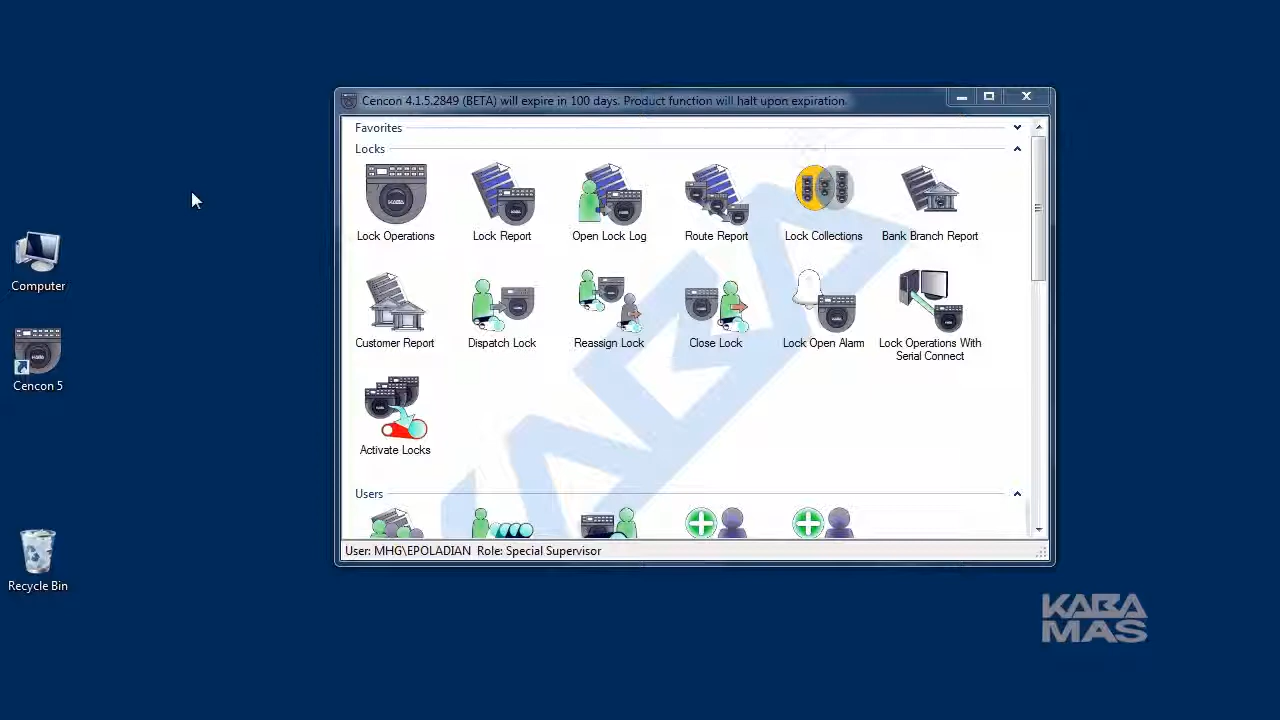 Cencon 4.1.5.2849 (BETA) will expire in 100 days. Product function will halt upon expiration.
Favorites
Locks
KABA
Lock Operations
Lock Report
Open Lock Log
Route Report
Lock Collections
Bank Branch Report
Customer Report
Dispatch Lock
Reassign Lock
Close Lock
Lock Open Alarm
Lock Operations With
Serial Connect
Activate Locks
Users
User: MHG\EPOLADIAN Role: Special Supervisor
Computer
Cencon 5
Recycle Bin
KABA
MAS